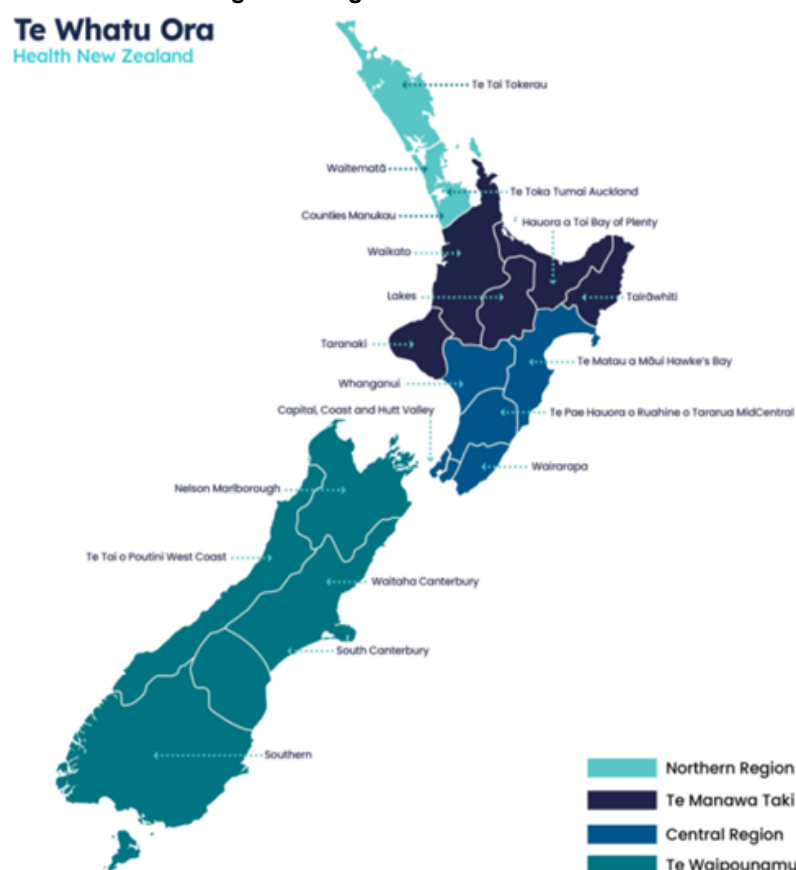 Te Whatu Ora
Health New Zealand
Te Tai Tokerau
Waitematā
Te Toka Tumai Auckland
Counties Manukau
Hauora a Toi Bay of Plenty
Waikato
Lakes
Tairāwhiti
Taranaki
Te Matau a Māui Hawke's Bay
Whanganui
Capital, Coast and Hutt Valley
Te Pae Hauora o Ruahine o Tararua MidCentral
Wairarapa
Nelson Marlborough
Te Tai o Poutini West Coast
Waitaha Canterbury
South Canterbury
Southern
Northern Region
Te Manawa Taki
Central Region
Te Waipounamu